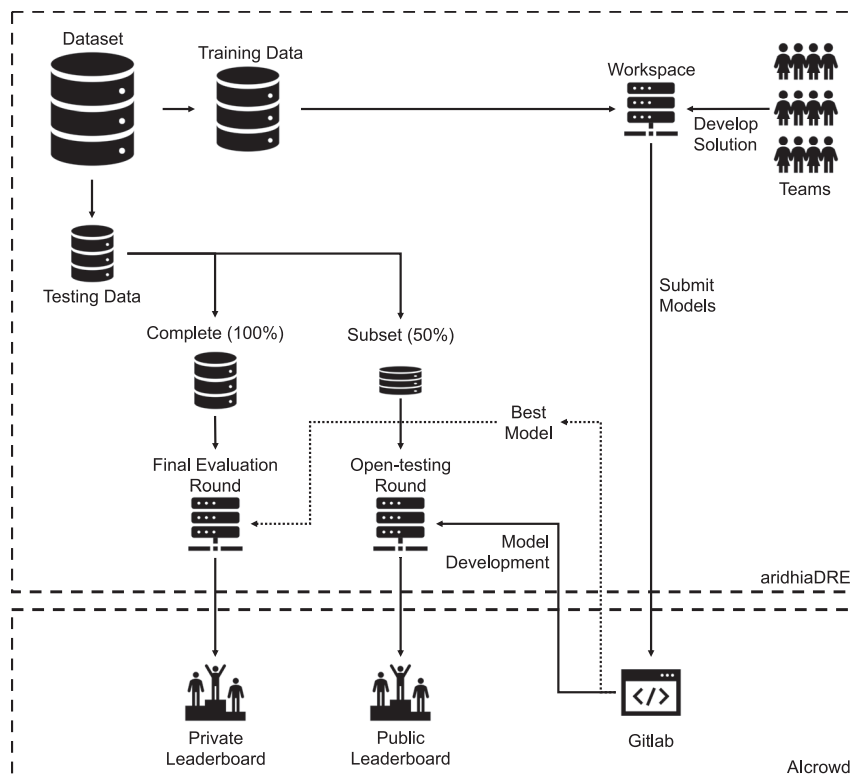 Dataset
Training Data
Workspace
Develop
Solution
Teams
Testing Data
Submit
Models
Complete (100%)
Subset (50%)
Best
Model
Final Evaluation
Round
Open-testing
Round
Model
Development
aridhiaDRE
</>
Private
Leaderboard
Public
Leaderboard
Gitlab
AIcrowd